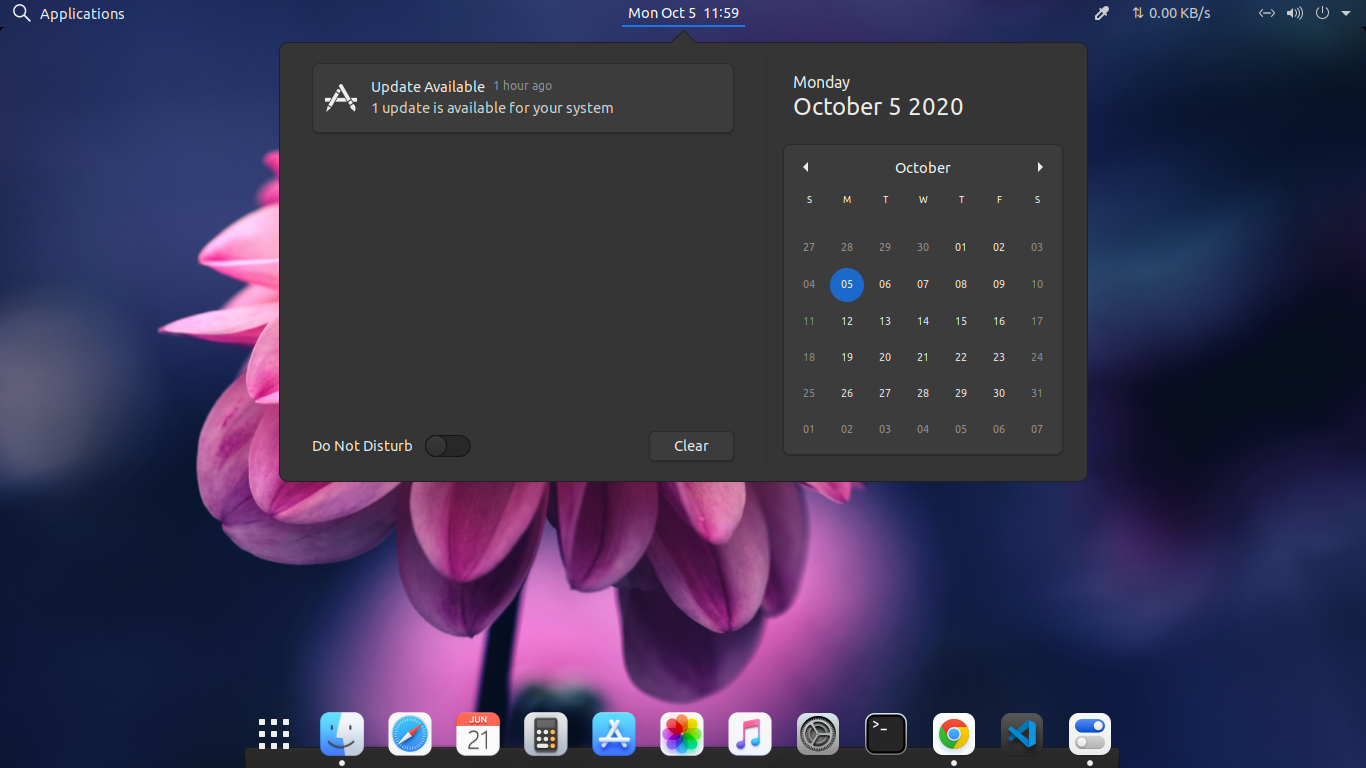 Applications
Mon Oct 5 11:59
0.00 KB/s
Update Available 1 hour ago
1 update is available for your system
Do Not Disturb
Clear
Monday
October 5 2020
October
S M T W T F S
27 28 29 30 01 02 03
04 05 06 07 08 09 10
11 12 13 14 15 16 17
18 19 20 21 22 23 24
25 26 27 28 29 30 31
01 02 03 04 05 06 07
JUN
21
>_